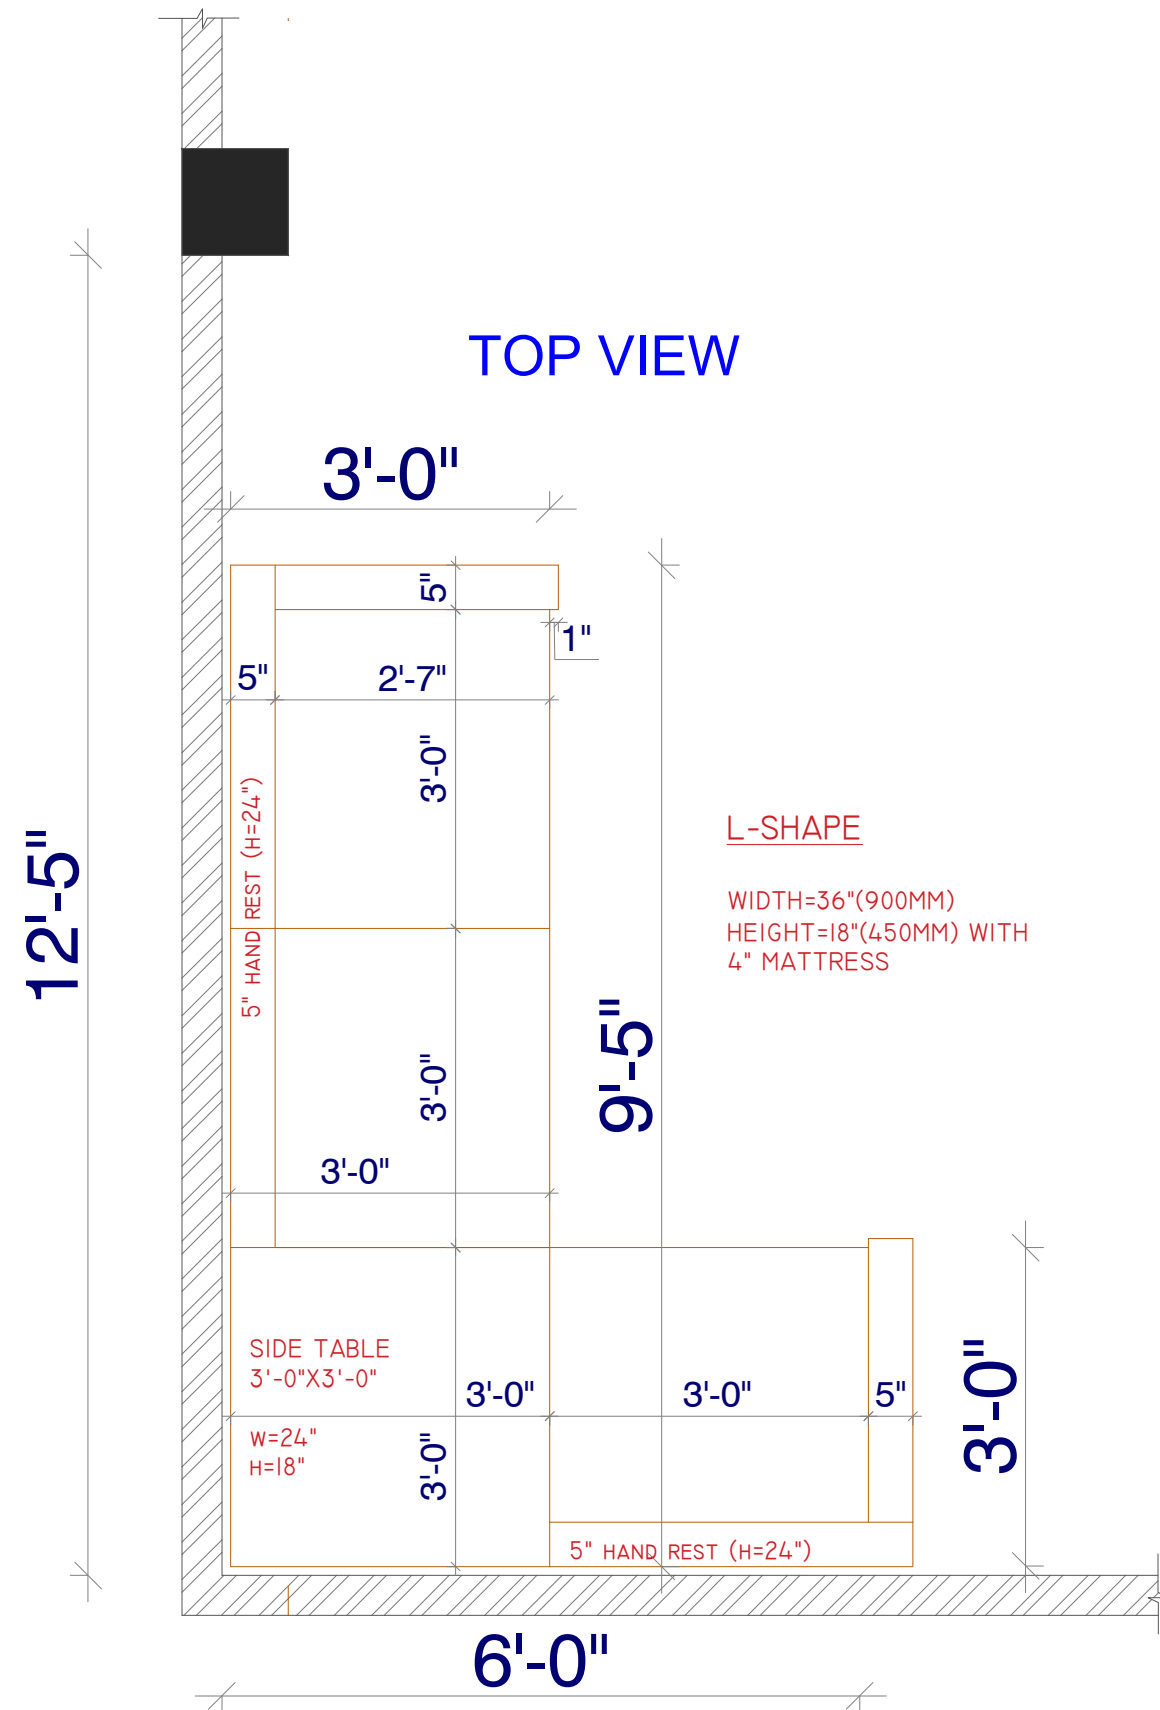 TOP VIEW
3'-0"
5"
1"
5"
2'-7"
3'-0"
5" HAND REST (H=24")
L-SHAPE
WIDTH=36"(900MM)
HEIGHT=18"(450MM) WITH
4" MATTRESS
12'-5"
9'-5"
3'-0"
3'-0"
SIDE TABLE
3'-0"X3'-0"
W=24"
H=18"
3'-0"
3'-0"
5"
3'-0"
3'-0"
5" HAND REST (H=24")
6'-0"